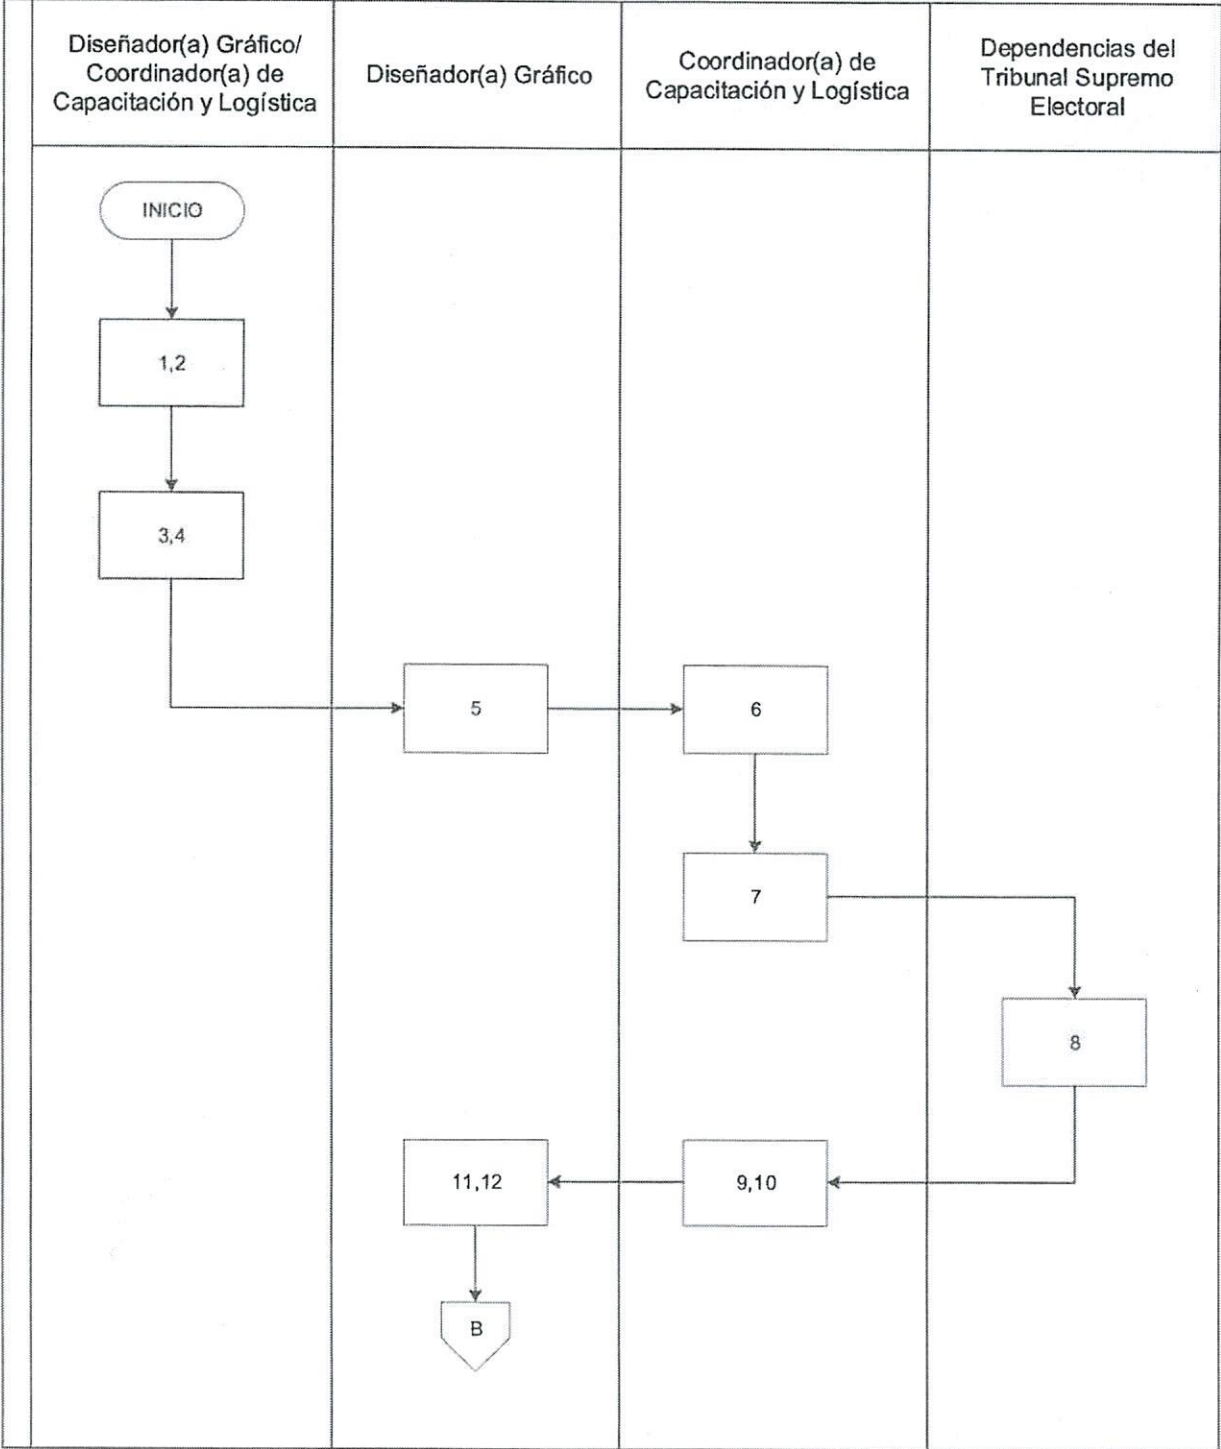 Diseñador(a) Gráfico/
Coordinador(a) de
Capacitación y Logística
Diseñador(a) Gráfico
Coordinador(a) de
Capacitación y Logística
Dependencias del
Tribunal Supremo
Electoral
INICIO
1,2
3,4
5
6
7
8
11,12
9,10
B